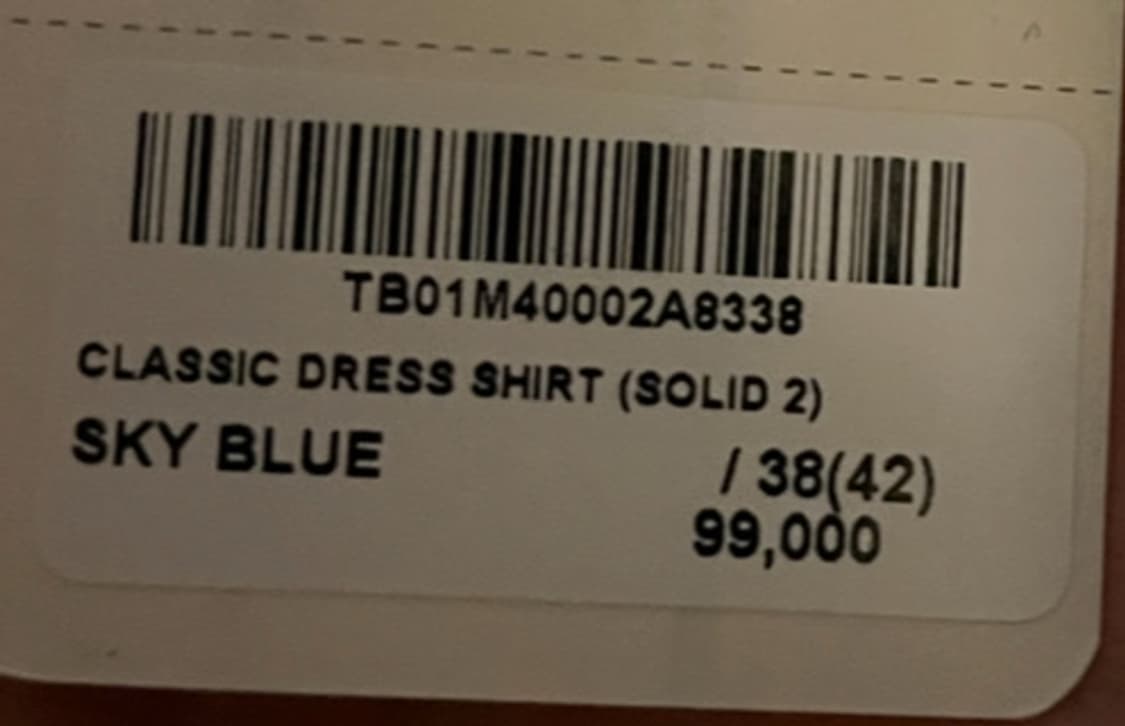 TB01M40002A8338
CLASSIC DRESS SHIRT (SOLID 2)
SKY BLUE / 38(42)
99,000